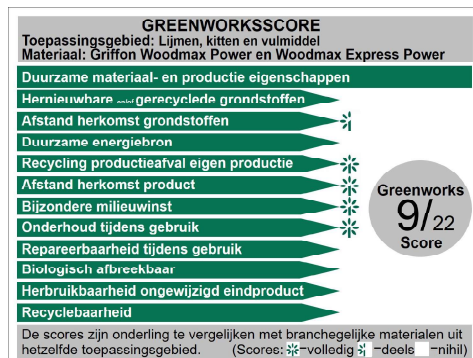 GREENWORKSSCORE
Toepassingsgebied: Lijmen, kitten en vulmiddel
Materiaal: Griffon Woodmax Power en Woodmax Express Power
Duurzame materiaal- en productie eigenschappen
Hernieuwbare en/of gerecyclede grondstoffen
Afstand herkomst grondstoffen
Duurzame energiebron
Recycling productieafval eigen productie
Afstand herkomst product
Bijzondere milieuwinst
Onderhoud tijdens gebruik
Repareerbaarheid tijdens gebruik
Biologisch afbreekbaar
Herbruikbaarheid ongewijzigd eindproduct
Recyclebaarheid
Greenworks
9/22
Score
De scores zijn onderling te vergelijken met branchegelijke materialen uit
hetzelfde toepassingsgebied. (Scores: =volledig =deels =nihil)